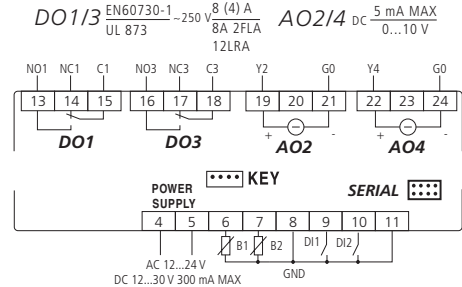 DO1/3 EN60730-1 UL 873 ~250 V 8 (4) A 8A 2FLA 12LRA AO2/4 DC 5 mA MAX 0...10 V
NO1 NC1 C1 NO3 NC3 C3 Y2 G0 Y4 G0
13 14 15 16 17 18 19 20 21 22 23 24
+ - + -
DO1 DO3 AO2 AO4
KEY
POWER SUPPLY SERIAL
4 5 6 7 8 9 10 11
B1 B2 DI1 DI2
AC 12...24 V GND
DC 12...30 V 300 mA MAX